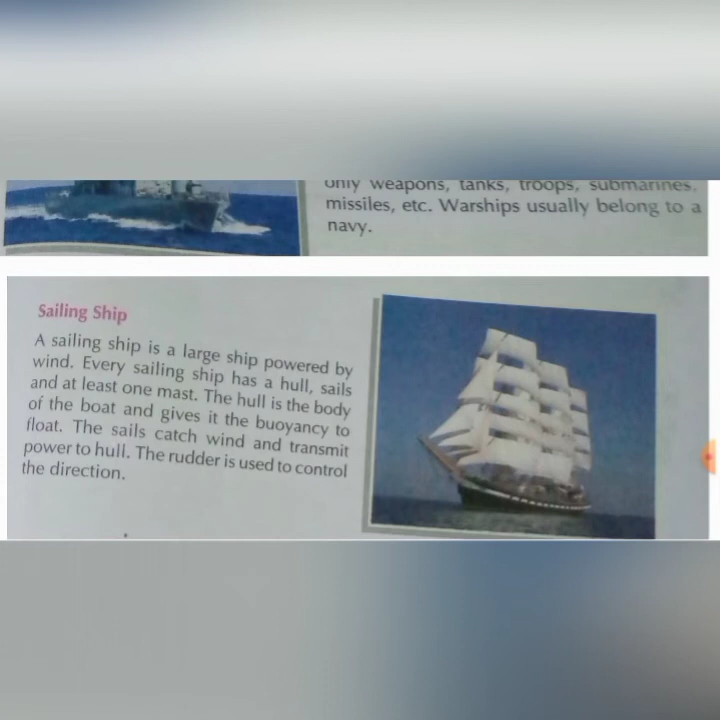 only weapons, tanks, troops, submarines,
missiles, etc. Warships usually belong to a
navy.
Sailing Ship
A sailing ship is a large ship powered by
wind. Every sailing ship has a hull, sails
and at least one mast. The hull is the body
of the boat and gives it the buoyancy to
float. The sails catch wind and transmit
power to hull. The rudder is used to control
the direction.